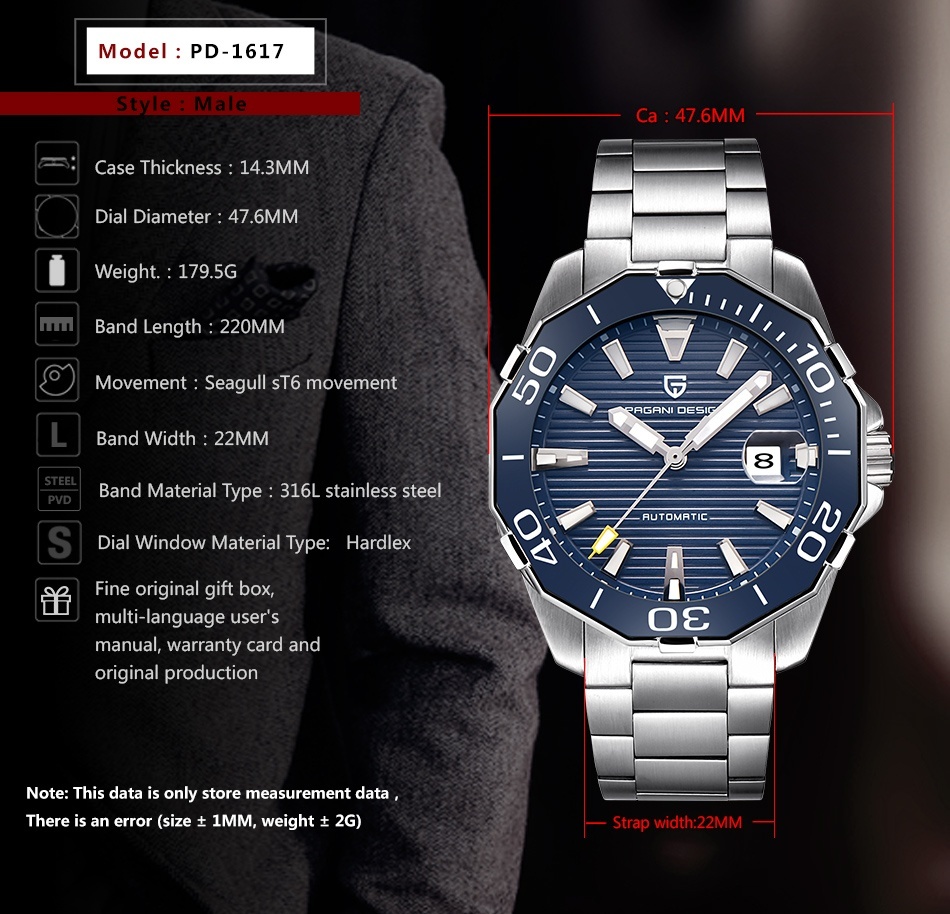 Model : PD-1617
Style : Male
Ca : 47.6MM
Case Thickness : 14.3MM
Dial Diameter : 47.6MM
Weight. : 179.5G
Band Length : 220MM
Movement : Seagull sT6 movement
L
Band Width : 22MM
STEEL
PVD
Band Material Type : 316L stainless steel
S
Dial Window Material Type: Hardlex
Fine original gift box,
multi-language user's
manual, warranty card and
original production
50
10
PAGANI DESIG
8
AUTOMATIC
40
20
30
Note: This data is only store measurement data ,
There is an error (size ± 1MM, weight ± 2G)
Strap width:22MM